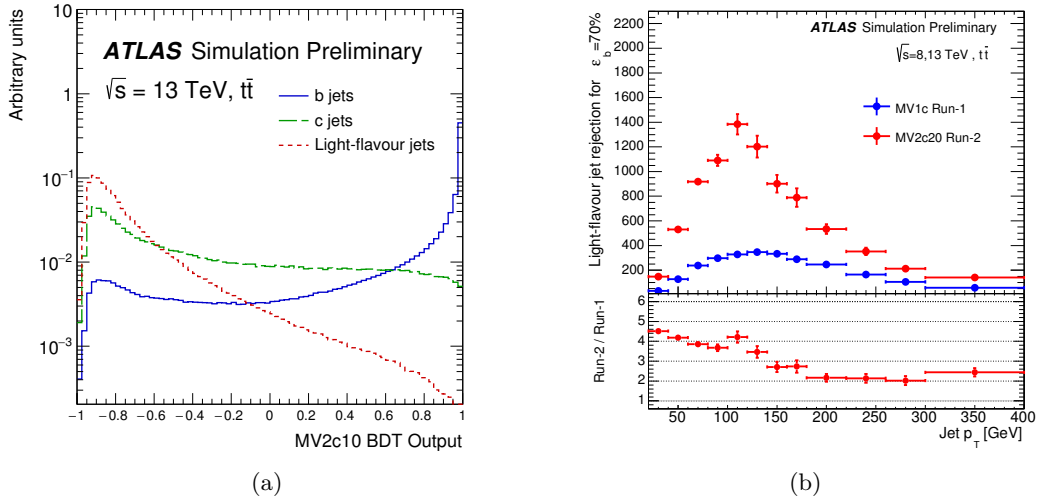 Arbitrary units
ATLAS Simulation Preliminary
√s = 13 TeV, tt̄
b jets
c jets
Light-flavour jets
10
1
10⁻¹
10⁻²
10⁻³
−1 −0.8 −0.6 −0.4 −0.2 0 0.2 0.4 0.6 0.8 1
MV2c10 BDT Output
(a)
Light-flavour jet rejection for ε_b=70%
ATLAS Simulation Preliminary
√s=8,13 TeV , tt̄
MV1c Run-1
MV2c20 Run-2
2200
2000
1800
1600
1400
1200
1000
800
600
400
200
Run-2 / Run-1
6
5
4
3
2
1
50 100 150 200 250 300 350 400
Jet p_T [GeV]
(b)